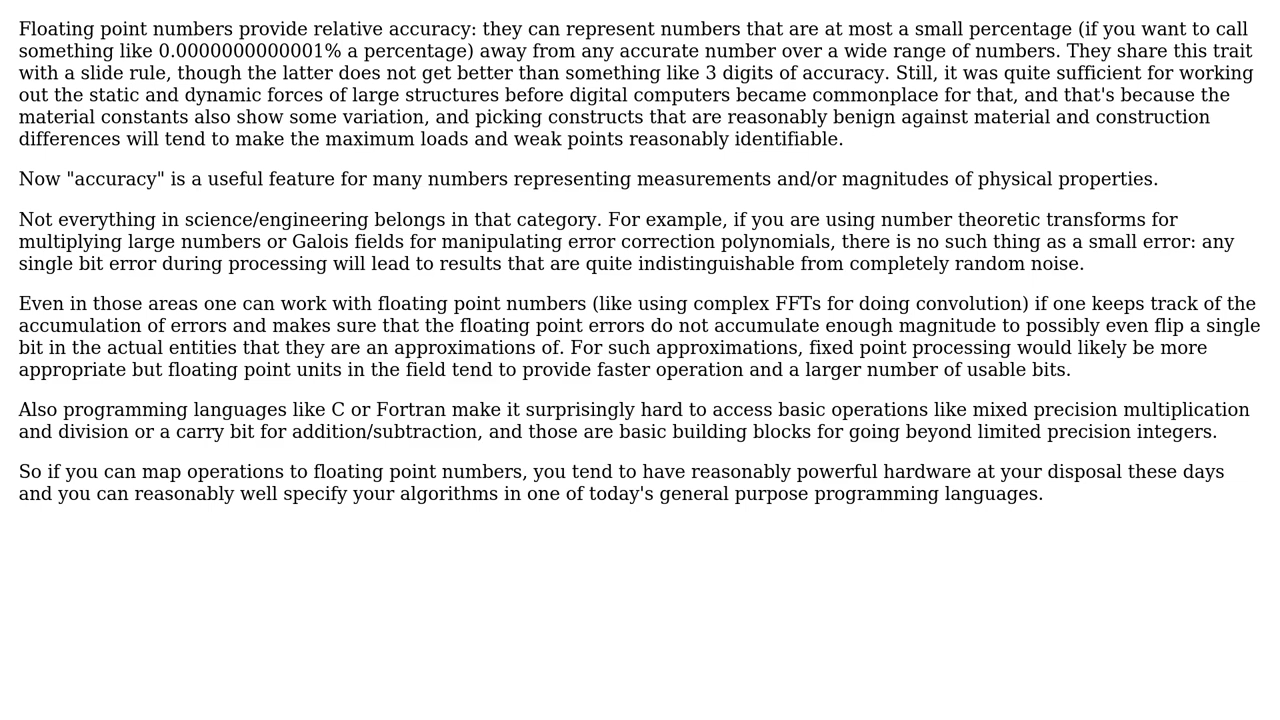 Floating point numbers provide relative accuracy: they can represent numbers that are at most a small percentage (if you want to call
something like 0.0000000000001% a percentage) away from any accurate number over a wide range of numbers. They share this trait
with a slide rule, though the latter does not get better than something like 3 digits of accuracy. Still, it was quite sufficient for working
out the static and dynamic forces of large structures before digital computers became commonplace for that, and that's because the
material constants also show some variation, and picking constructs that are reasonably benign against material and construction
differences will tend to make the maximum loads and weak points reasonably identifiable.
Now "accuracy" is a useful feature for many numbers representing measurements and/or magnitudes of physical properties.
Not everything in science/engineering belongs in that category. For example, if you are using number theoretic transforms for
multiplying large numbers or Galois fields for manipulating error correction polynomials, there is no such thing as a small error: any
single bit error during processing will lead to results that are quite indistinguishable from completely random noise.
Even in those areas one can work with floating point numbers (like using complex FFTs for doing convolution) if one keeps track of the
accumulation of errors and makes sure that the floating point errors do not accumulate enough magnitude to possibly even flip a single
bit in the actual entities that they are an approximations of. For such approximations, fixed point processing would likely be more
appropriate but floating point units in the field tend to provide faster operation and a larger number of usable bits.
Also programming languages like C or Fortran make it surprisingly hard to access basic operations like mixed precision multiplication
and division or a carry bit for addition/subtraction, and those are basic building blocks for going beyond limited precision integers.
So if you can map operations to floating point numbers, you tend to have reasonably powerful hardware at your disposal these days
and you can reasonably well specify your algorithms in one of today's general purpose programming languages.